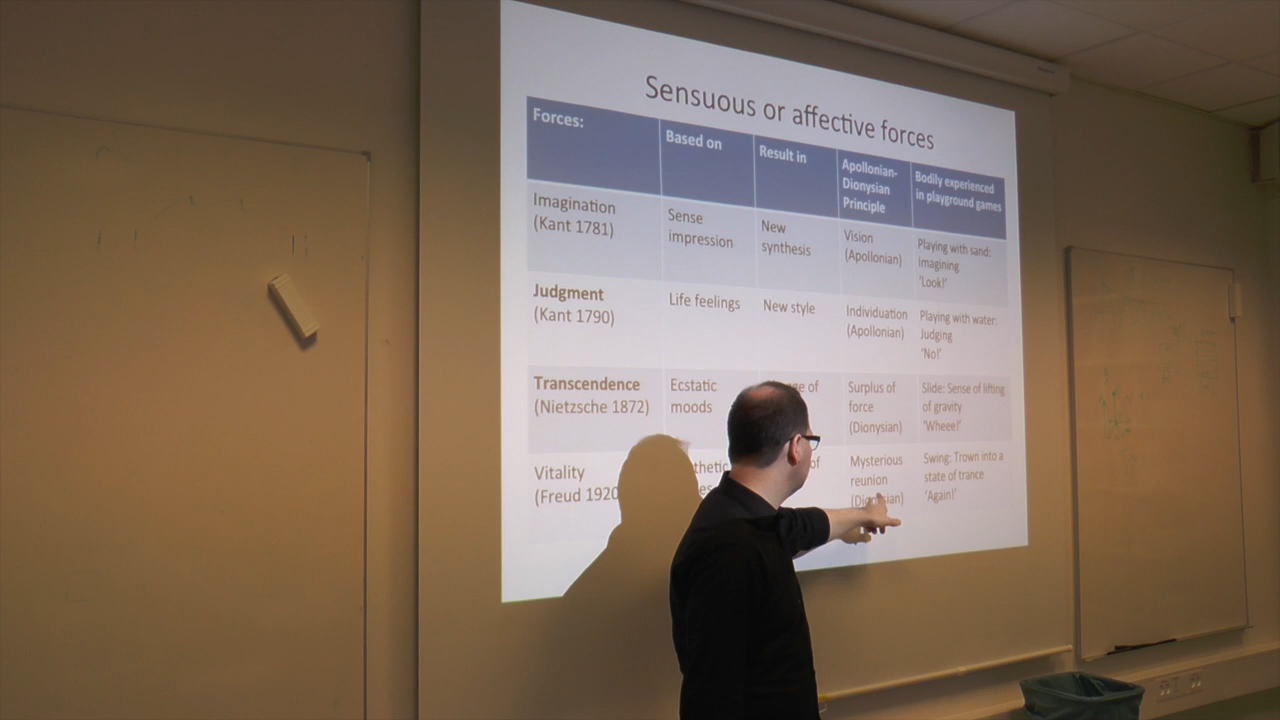 Sensuous or affective forces
Forces:
Based on
Result in
Apollonian-
Dionysian
Principle
Bodily experienced
in playground games
Imagination
(Kant 1781)
Sense
impression
New
synthesis
Vision
(Apollonian)
Playing with sand:
Imagining
'Look!'
Judgment
(Kant 1790)
Life feelings
New style
Individuation
(Apollonian)
Playing with water:
Judging
'No!'
Transcendence
(Nietzsche 1872)
Ecstatic
moods
of
Surplus of
force
(Dionysian)
Slide: Sense of lifting
of gravity
'Wheee!'
Vitality
(Freud 1920
of
Mysterious
reunion
(Dionysian)
Swing: Trown into a
state of trance
'Again!'